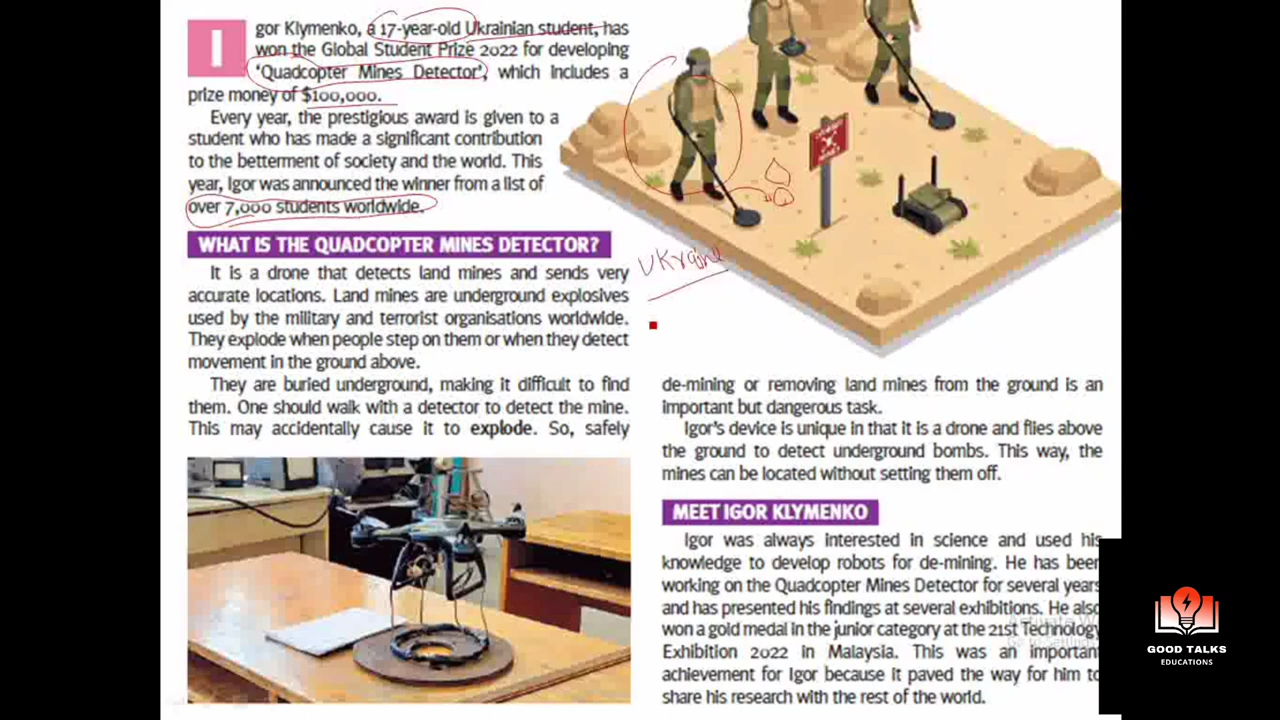 Igor Klymenko, a 17-year-old Ukrainian student, has
won the Global Student Prize 2022 for developing
‘Quadcopter Mines Detector’, which includes a
prize money of $100,000.
Every year, the prestigious award is given to a
student who has made a significant contribution
to the betterment of society and the world. This
year, Igor was announced the winner from a list of
over 7,000 students worldwide.
WHAT IS THE QUADCOPTER MINES DETECTOR?
It is a drone that detects land mines and sends very
accurate locations. Land mines are underground explosives
used by the military and terrorist organisations worldwide.
They explode when people step on them or when they detect
movement in the ground above.
They are buried underground, making it difficult to find
them. One should walk with a detector to detect the mine.
This may accidentally cause it to explode. So, safely
Ukraine
MINES
de-mining or removing land mines from the ground is an
important but dangerous task.
Igor’s device is unique in that it is a drone and flies above
the ground to detect underground bombs. This way, the
mines can be located without setting them off.
MEET IGOR KLYMENKO
Igor was always interested in science and used his
knowledge to develop robots for de-mining. He has been
working on the Quadcopter Mines Detector for several years
and has presented his findings at several exhibitions. He also
won a gold medal in the junior category at the 21st Technology
Exhibition 2022 in Malaysia. This was an important
achievement for Igor because it paved the way for him to
share his research with the rest of the world.
GOOD TALKS
EDUCATIONS